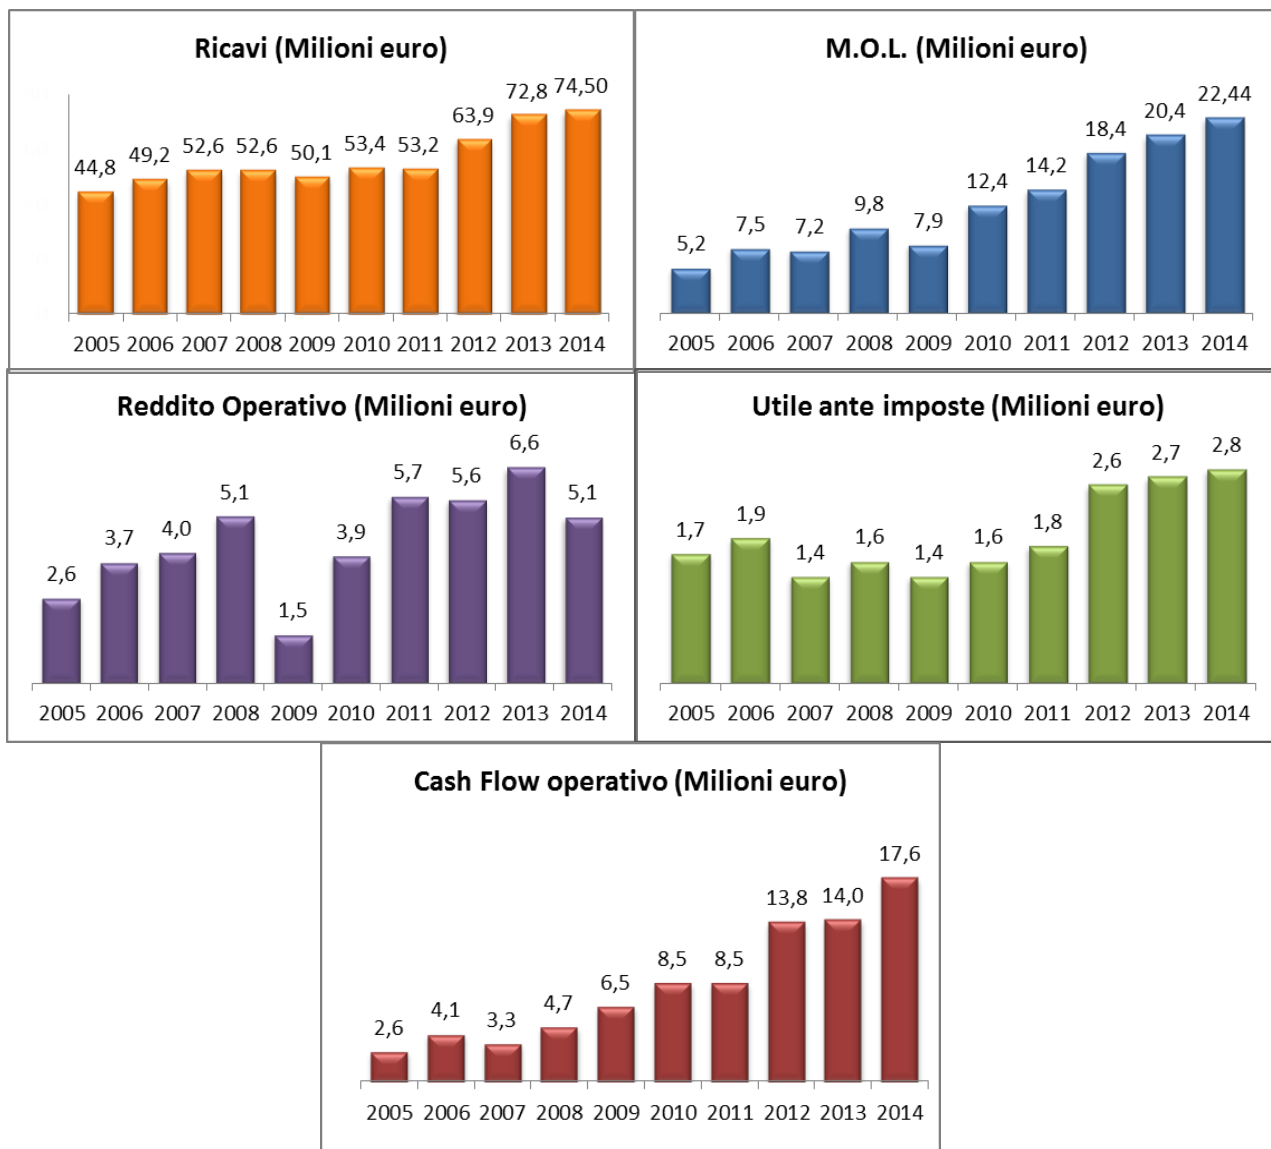 Ricavi (Milioni euro)
44,8 49,2 52,6 52,6 50,1 53,4 53,2 63,9 72,8 74,50
2005 2006 2007 2008 2009 2010 2011 2012 2013 2014
M.O.L. (Milioni euro)
5,2 7,5 7,2 9,8 7,9 12,4 14,2 18,4 20,4 22,44
2005 2006 2007 2008 2009 2010 2011 2012 2013 2014
Reddito Operativo (Milioni euro)
2,6 3,7 4,0 5,1 1,5 3,9 5,7 5,6 6,6 5,1
2005 2006 2007 2008 2009 2010 2011 2012 2013 2014
Utile ante imposte (Milioni euro)
1,7 1,9 1,4 1,6 1,4 1,6 1,8 2,6 2,7 2,8
2005 2006 2007 2008 2009 2010 2011 2012 2013 2014
Cash Flow operativo (Milioni euro)
2,6 4,1 3,3 4,7 6,5 8,5 8,5 13,8 14,0 17,6
2005 2006 2007 2008 2009 2010 2011 2012 2013 2014